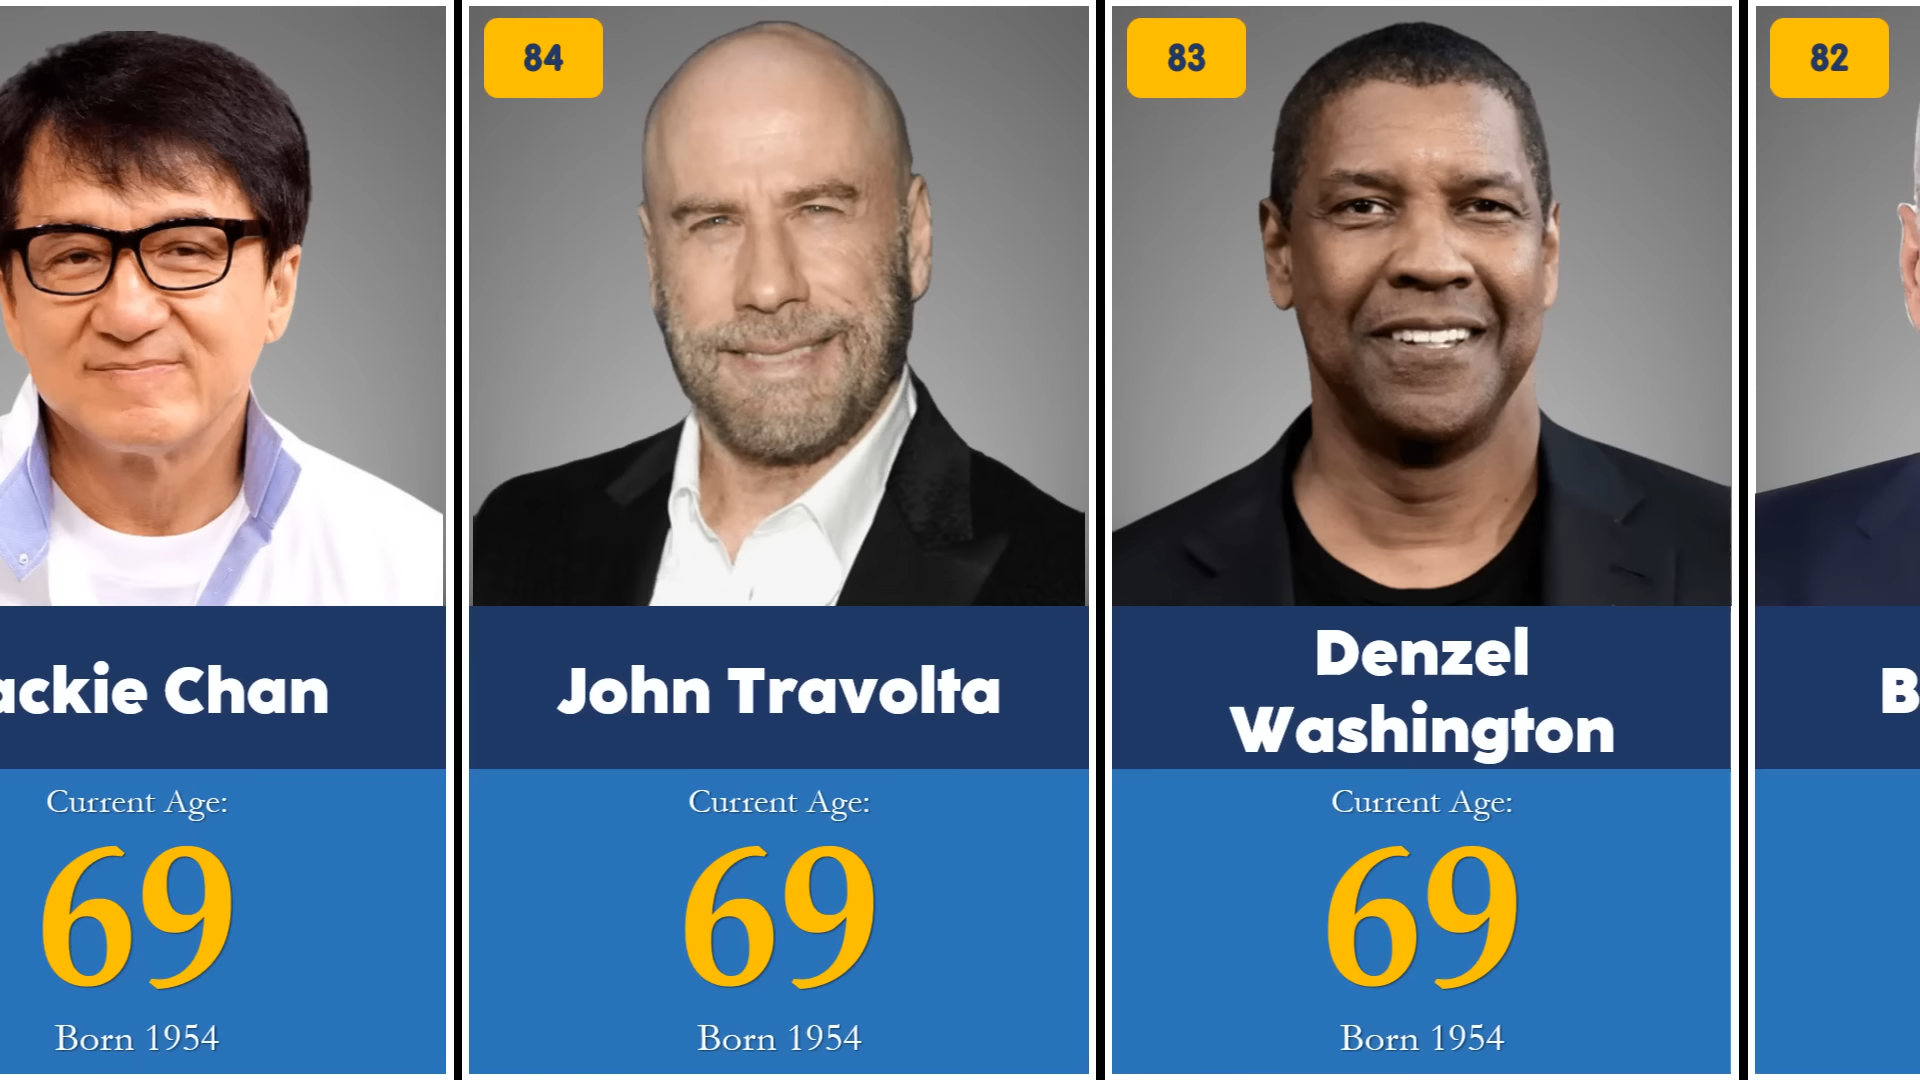 ackie Chan
Current Age:
69
Born 1954
84
John Travolta
Current Age:
69
Born 1954
83
Denzel
Washington
Current Age:
69
Born 1954
82
B